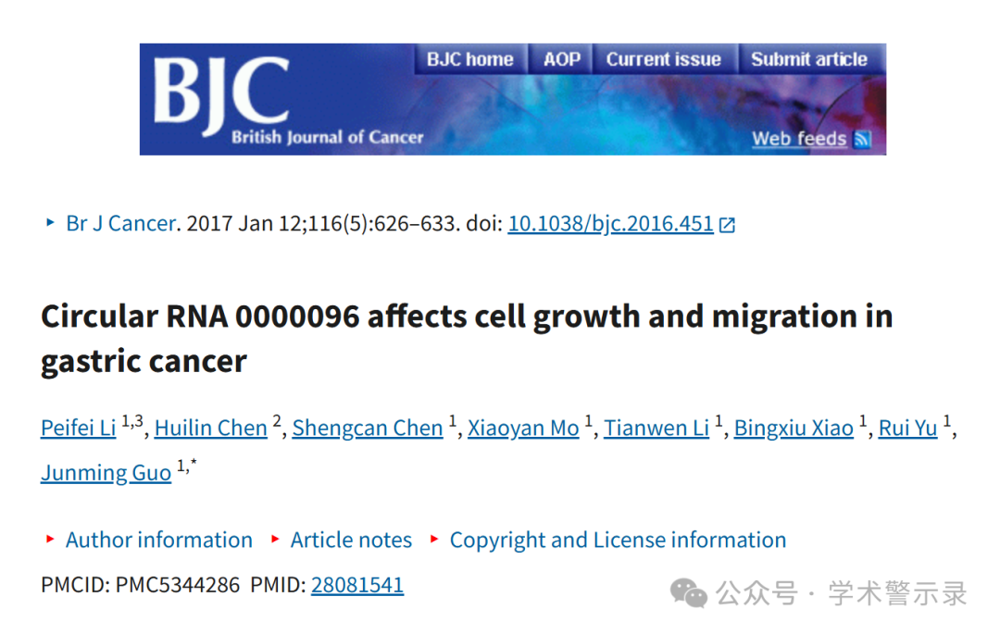 BJC home AOP Current issue Submit article
BJC
British Journal of Cancer
Web feeds
Br J Cancer. 2017 Jan 12;116(5):626–633. doi: 10.1038/bjc.2016.451
Circular RNA 0000096 affects cell growth and migration in
gastric cancer
Peifei Li 1,3, Huilin Chen 2, Shengcan Chen 1, Xiaoyan Mo 1, Tianwen Li 1, Bingxiu Xiao 1, Rui Yu 1,
Junming Guo 1,*
Author information Article notes Copyright and License information
PMCID: PMC5344286 PMID: 28081541
公众号 · 学术警示录